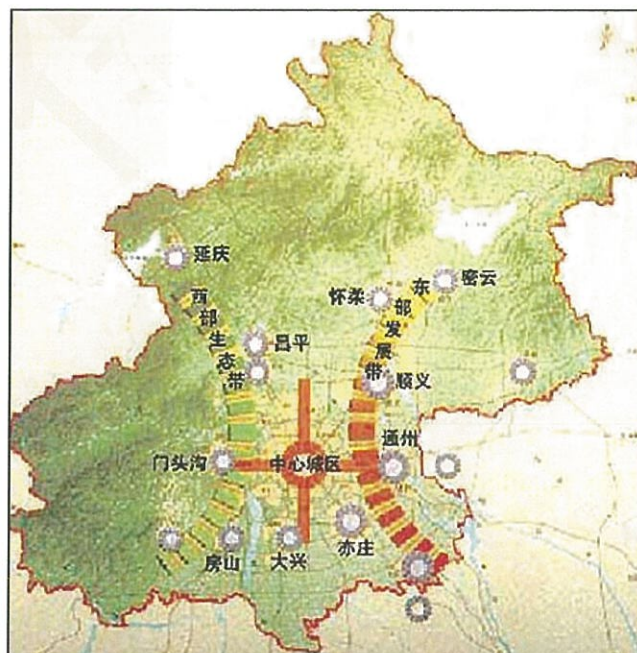 延庆
密云
怀柔
西部生态带
东部发展带
昌平
顺义
通州
门头沟
中心城区
亦庄
房山
大兴